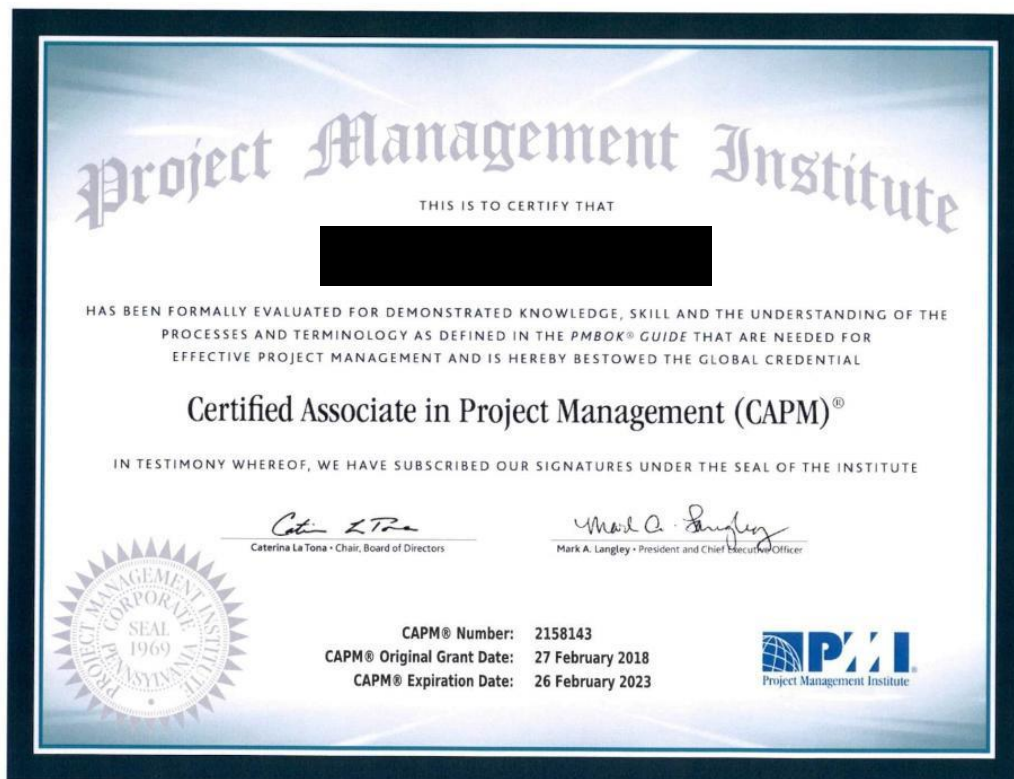 Project Management Institute
THIS IS TO CERTIFY THAT
HAS BEEN FORMALLY EVALUATED FOR DEMONSTRATED KNOWLEDGE, SKILL AND THE UNDERSTANDING OF THE
PROCESSES AND TERMINOLOGY AS DEFINED IN THE PMBOK® GUIDE THAT ARE NEEDED FOR
EFFECTIVE PROJECT MANAGEMENT AND IS HEREBY BESTOWED THE GLOBAL CREDENTIAL
Certified Associate in Project Management (CAPM)®
IN TESTIMONY WHEREOF, WE HAVE SUBSCRIBED OUR SIGNATURES UNDER THE SEAL OF THE INSTITUTE
Mark A. Langley
Caterina La Tona • Chair, Board of Directors
Mark A. Langley • President and Chief Executive Officer
PROJECT MANAGEMENT INSTITUTE
CORPORATE
SEAL
1969
PENNSYLVANIA
CAPM® Number: 2158143
CAPM® Original Grant Date: 27 February 2018
CAPM® Expiration Date: 26 February 2023
PMI
Project Management Institute